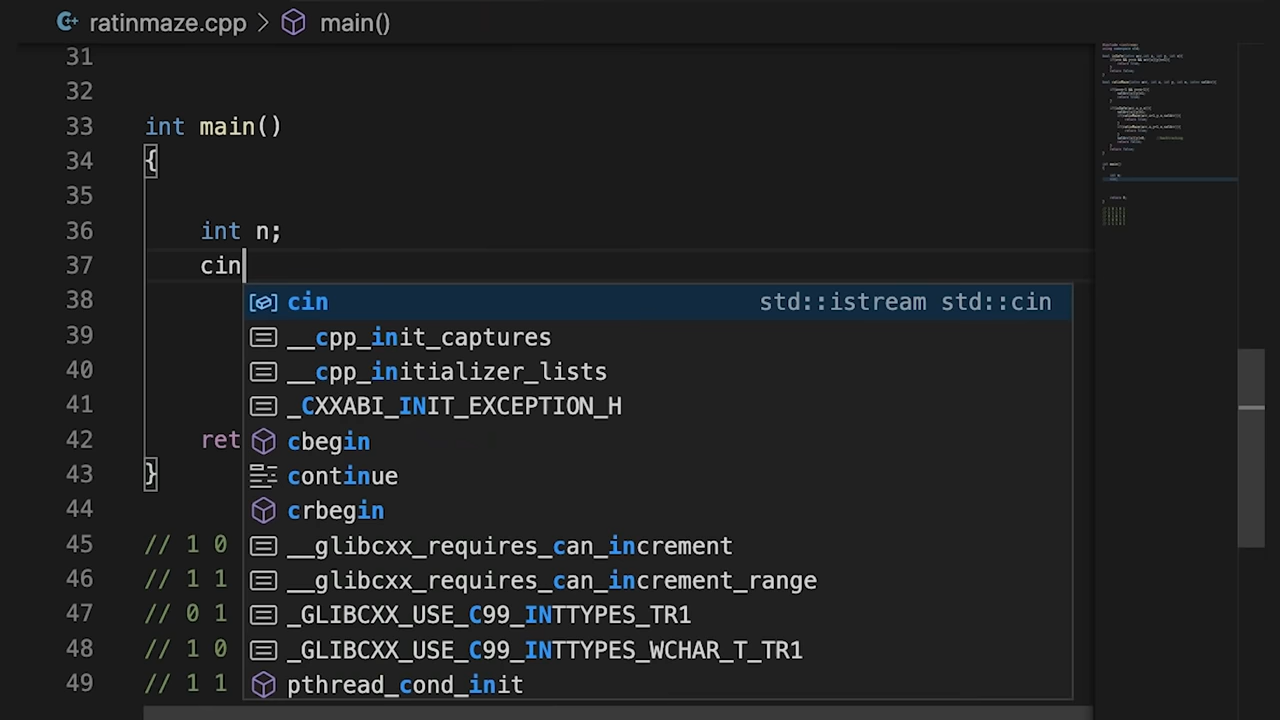 ratinmaze.cpp > main()
31
32
33 int main()
34 {
35
36 int n;
37 cin
38 cin std::istream std::cin
39 __cpp_init_captures
40 __cpp_initializer_lists
41 _CXXABI_INIT_EXCEPTION_H
42 ret cbegin
43 } continue
44 crbegin
45 // 1 0 __glibcxx_requires_can_increment
46 // 1 1 __glibcxx_requires_can_increment_range
47 // 0 1 _GLIBCXX_USE_C99_INTTYPES_TR1
48 // 1 0 _GLIBCXX_USE_C99_INTTYPES_WCHAR_T_TR1
49 // 1 1 pthread_cond_init